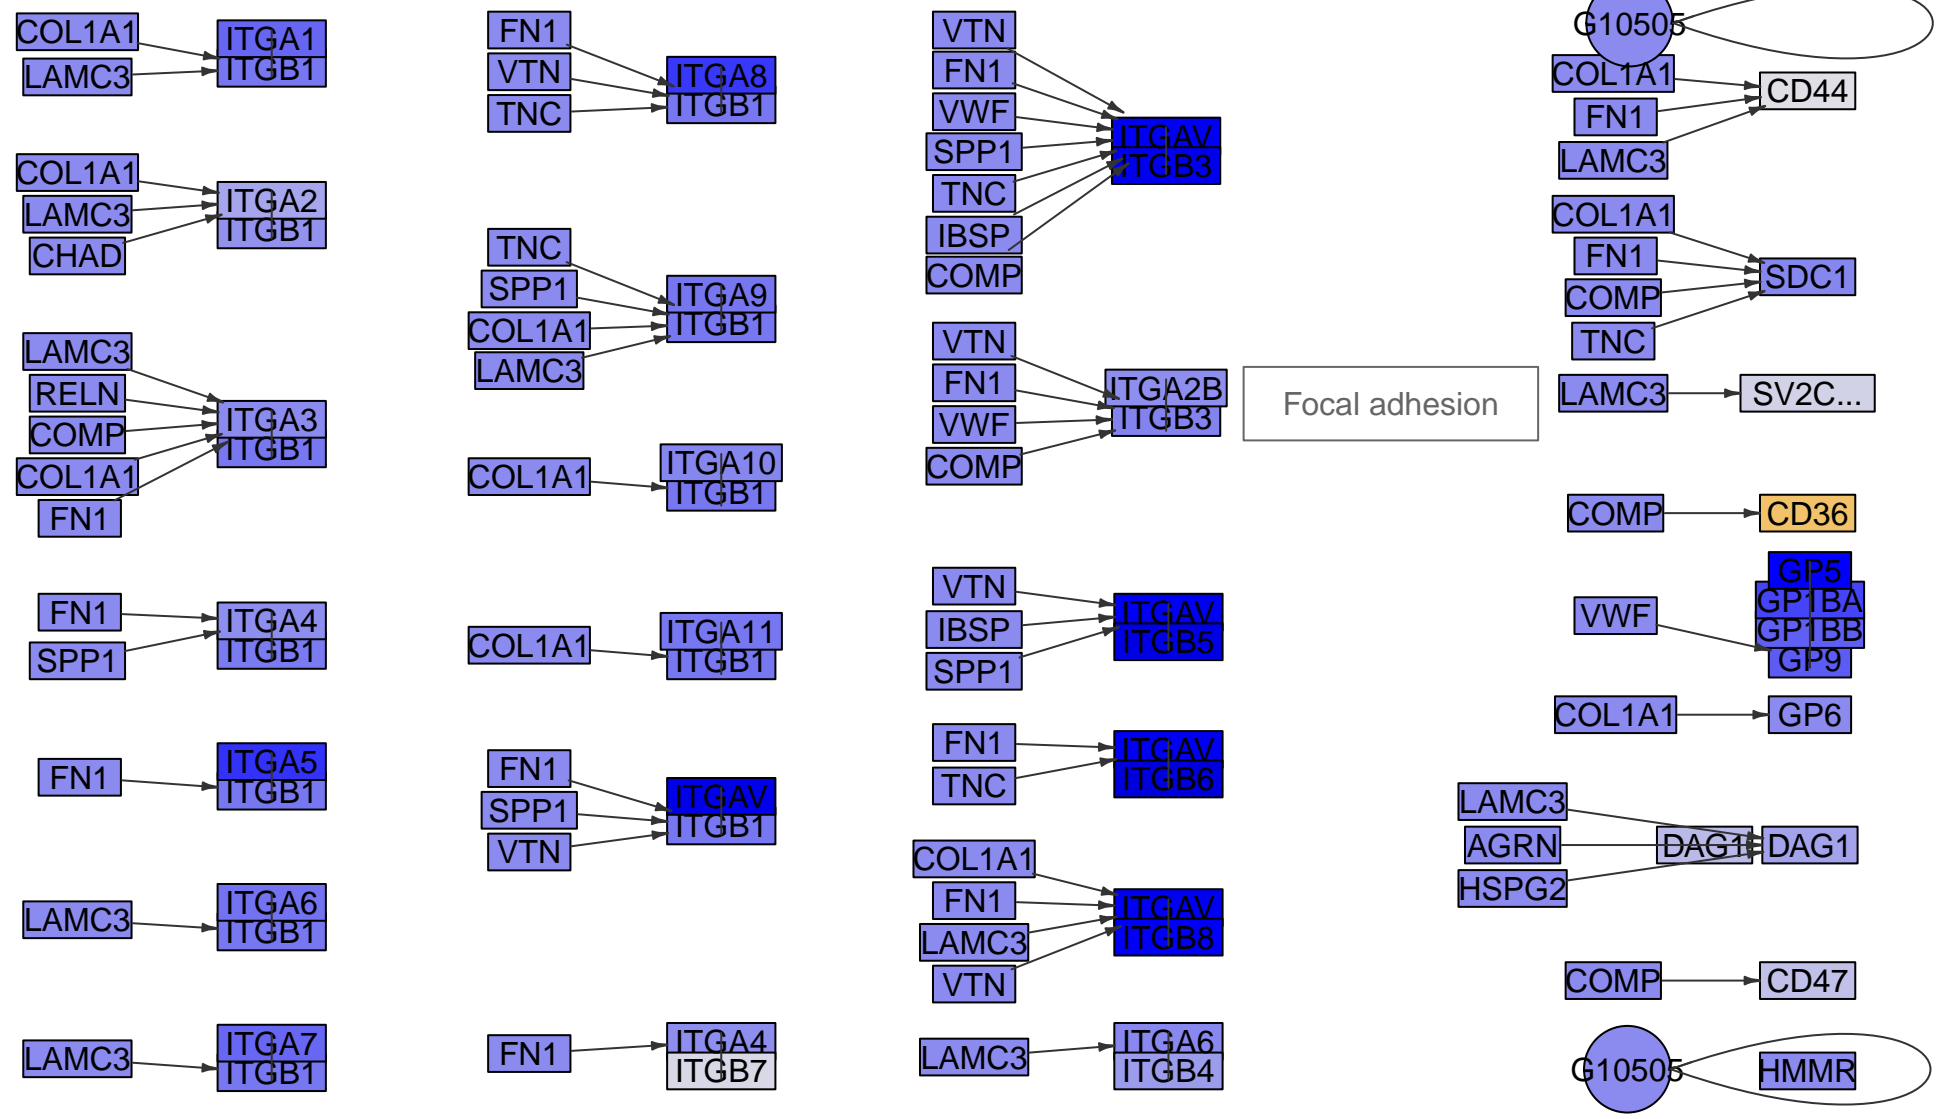 COL1A1
LAMC3
ITGA1
ITGB1
COL1A1
LAMC3
CHAD
ITGA2
ITGB1
LAMC3
RELN
COMP
COL1A1
FN1
ITGA3
ITGB1
FN1
SPP1
ITGA4
ITGB1
FN1
ITGA5
ITGB1
LAMC3
ITGA6
ITGB1
LAMC3
ITGA7
ITGB1
FN1
VTN
TNC
ITGA8
ITGB1
TNC
SPP1
COL1A1
LAMC3
ITGA9
ITGB1
COL1A1
ITGA10
ITGB1
COL1A1
ITGA11
ITGB1
FN1
SPP1
VTN
ITGAV
ITGB1
FN1
ITGA4
ITGB7
VTN
FN1
VWF
SPP1
TNC
IBSP
COMP
ITGAV
ITGB3
VTN
FN1
VWF
COMP
ITGA2B
ITGB3
Focal adhesion
VTN
IBSP
SPP1
ITGAV
ITGB5
FN1
TNC
ITGAV
ITGB6
COL1A1
FN1
LAMC3
VTN
ITGAV
ITGB8
LAMC3
ITGA6
ITGB4
G10505
COL1A1
FN1
LAMC3
CD44
COL1A1
FN1
COMP
TNC
SDC1
LAMC3
SV2C...
COMP
CD36
VWF
GP5
GP1BA
GP1BB
GP9
COL1A1
GP6
LAMC3
AGRN
HSPG2
DAG1
DAG1
COMP
CD47
G10505
HMMR